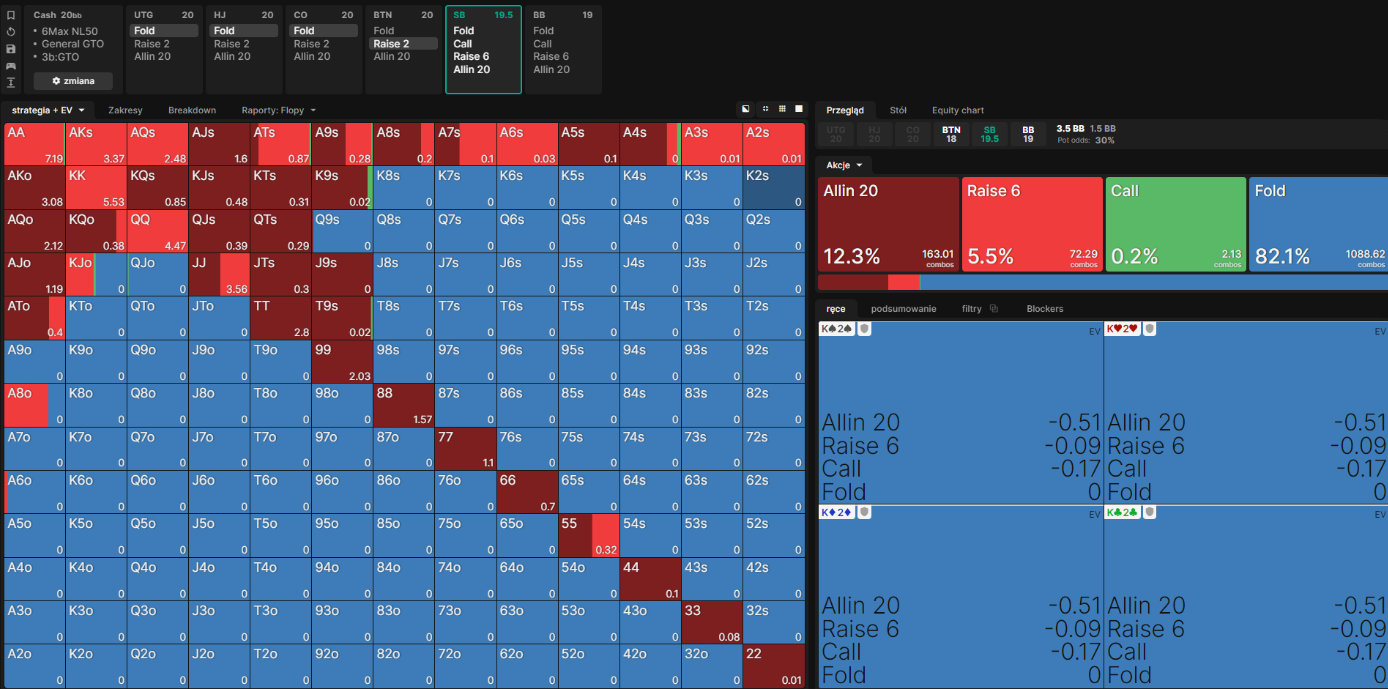 Cash 20bb
• 6Max NL50
• General GTO
• 3b:GTO
zmiana
UTG 20
Fold
Raise 2
Allin 20
HJ 20
Fold
Raise 2
Allin 20
CO 20
Fold
Raise 2
Allin 20
BTN 20
Fold
Raise 2
Allin 20
SB 19.5
Fold
Call
Raise 6
Allin 20
BB 19
Fold
Call
Raise 6
Allin 20
strategia + EV Zakresy Breakdown Raporty: Flopy
AA AKs AQs AJs ATs A9s A8s A7s A6s A5s A4s A3s A2s
7.19 3.37 2.48 1.6 0.87 0.28 0.2 0.1 0.03 0.1 0 0.01 0.01
AKo KK KQs KJs KTs K9s K8s K7s K6s K5s K4s K3s K2s
3.08 5.53 0.85 0.48 0.31 0.02 0 0 0 0 0 0 0
AQo KQo QQ QJs QTs Q9s Q8s Q7s Q6s Q5s Q4s Q3s Q2s
2.12 0.38 4.47 0.39 0.29 0 0 0 0 0 0 0 0
AJo KJo QJo JJ JTs J9s J8s J7s J6s J5s J4s J3s J2s
1.19 0 0 3.56 0.3 0 0 0 0 0 0 0 0
ATo KTo QTo JTo TT T9s T8s T7s T6s T5s T4s T3s T2s
0.4 0 0 0 2.8 0.02 0 0 0 0 0 0 0
A9o K9o Q9o J9o T9o 99 98s 97s 96s 95s 94s 93s 92s
0 0 0 0 0 2.03 0 0 0 0 0 0 0
A8o K8o Q8o J8o T8o 98o 88 87s 86s 85s 84s 83s 82s
0 0 0 0 0 0 1.57 0 0 0 0 0 0
A7o K7o Q7o J7o T7o 97o 87o 77 76s 75s 74s 73s 72s
0 0 0 0 0 0 0 1.1 0 0 0 0 0
A6o K6o Q6o J6o T6o 96o 86o 76o 66 65s 64s 63s 62s
0 0 0 0 0 0 0 0 0.7 0 0 0 0
A5o K5o Q5o J5o T5o 95o 85o 75o 65o 55 54s 53s 52s
0 0 0 0 0 0 0 0 0 0.32 0 0 0
A4o K4o Q4o J4o T4o 94o 84o 74o 64o 54o 44 43s 42s
0 0 0 0 0 0 0 0 0 0 0.1 0 0
A3o K3o Q3o J3o T3o 93o 83o 73o 63o 53o 43o 33 32s
0 0 0 0 0 0 0 0 0 0 0 0.08 0
A2o K2o Q2o J2o T2o 92o 82o 72o 62o 52o 42o 32o 22
0 0 0 0 0 0 0 0 0 0 0 0 0.01
Przegląd Stół Equity chart
UTG HJ CO BTN SB BB 3.5 BB 1.5 BB
20 20 20 18 19.5 19 Pot odds: 30%
Akcje
Allin 20 Raise 6 Call Fold
12.3% 163.01 combos 5.5% 72.29 combos 0.2% 2.13 combos 82.1% 1088.62 combos
ręce podsumowanie filtry Blockers
K♠2♠ EV K♥2♥ EV
Allin 20 -0.51 Allin 20 -0.51
Raise 6 -0.09 Raise 6 -0.09
Call -0.17 Call -0.17
Fold 0 Fold 0
K♦2♦ EV K♣2♣ EV
Allin 20 -0.51 Allin 20 -0.51
Raise 6 -0.09 Raise 6 -0.09
Call -0.17 Call -0.17
Fold 0 Fold 0